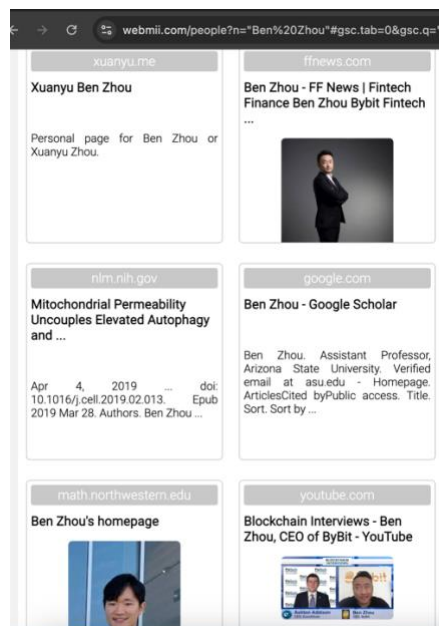 webmii.com/people?n="Ben%20Zhou"#gsc.tab=0&gsc.q="
xuanyu.me
Xuanyu Ben Zhou
Personal page for Ben Zhou or
Xuanyu Zhou.
ffnews.com
Ben Zhou - FF News | Fintech
Finance Ben Zhou Bybit Fintech
...
nlm.nih.gov
Mitochondrial Permeability
Uncouples Elevated Autophagy
and ...
Apr 4, 2019 ... doi:
10.1016/j.cell.2019.02.013. Epub
2019 Mar 28. Authors. Ben Zhou ...
google.com
Ben Zhou - Google Scholar
Ben Zhou. Assistant Professor,
Arizona State University. Verified
email at asu.edu - Homepage.
ArticlesCited byPublic access. Title.
Sort. Sort by ...
math.northwestern.edu
Ben Zhou's homepage
youtube.com
Blockchain Interviews - Ben
Zhou, CEO of ByBit - YouTube